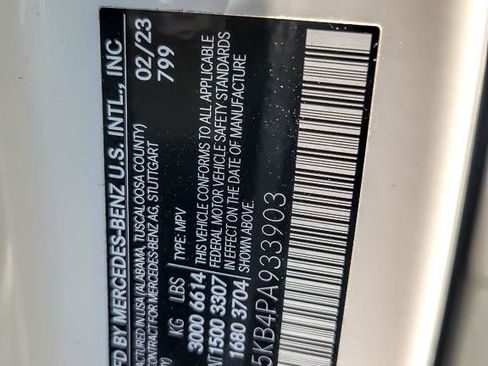 FD BY MERCEDES-BENZ U.S. INTL., INC
FACTURED IN USA (ALABAMA, TUSCALOOSA COUNTY)
CONTRACT FOR MERCEDES-BENZ AG, STUTTGART
02/23
799
KG LBS TYPE: MPV
3000 6614
1500 3307
1680 3704
THIS VEHICLE CONFORMS TO ALL APPLICABLE
FEDERAL MOTOR VEHICLE SAFETY STANDARDS
IN EFFECT ON THE DATE OF MANUFACTURE
SHOWN ABOVE.
5KB4PA933903